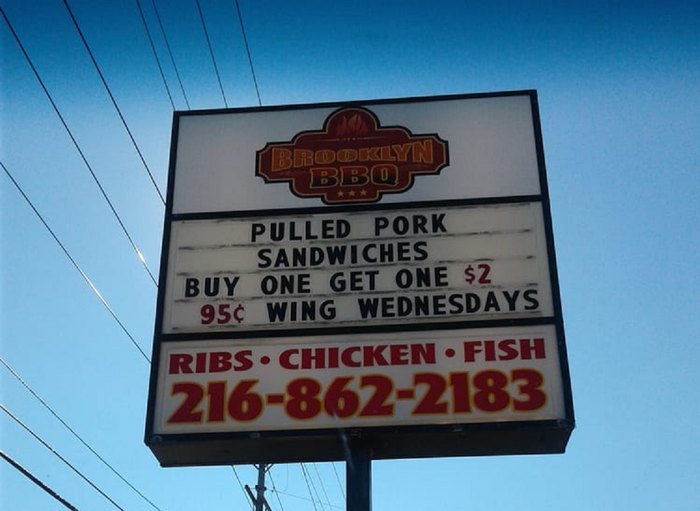 BROOKLYN
BBQ
PULLED PORK
SANDWICHES
BUY ONE GET ONE $2
95¢ WING WEDNESDAYS
RIBS • CHICKEN • FISH
216-862-2183